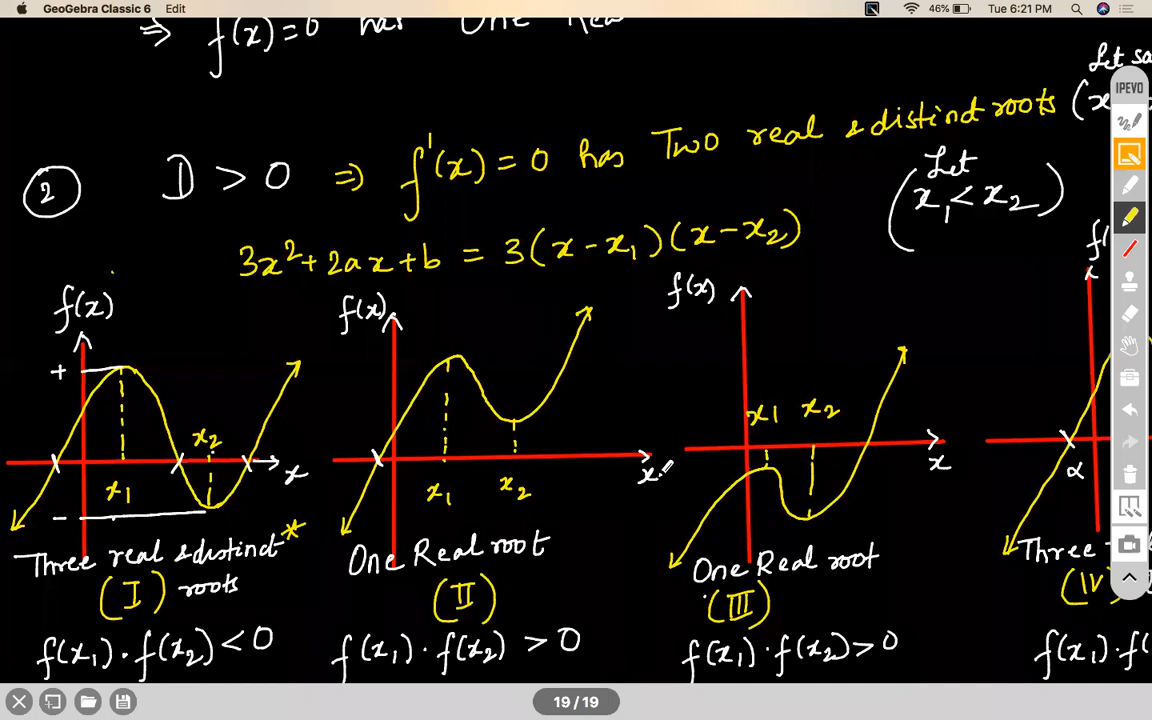 GeoGebra Classic 6 Edit 46% Tue 6:21 PM
⇒ f(x)=0 has One
Let
IPEVO
② D > 0 ⇒ f'(x) = 0 has Two real & distinct roots (x
(Let x₁ < x₂)
3x²+2ax+b = 3(x-x₁)(x-x₂)
f(x) f(x) f(x) f(
+ x₁ x₂ x
x₁ x₂ x
x₁ x₂ x
α
-
Three real & distinct* roots
One Real root
One Real root
Three
(I) (II) (III) (IV)
f(x₁).f(x₂)<0 f(x₁).f(x₂) > 0 f(x₁).f(x₂)>0 f(x₁).f(
19 / 19